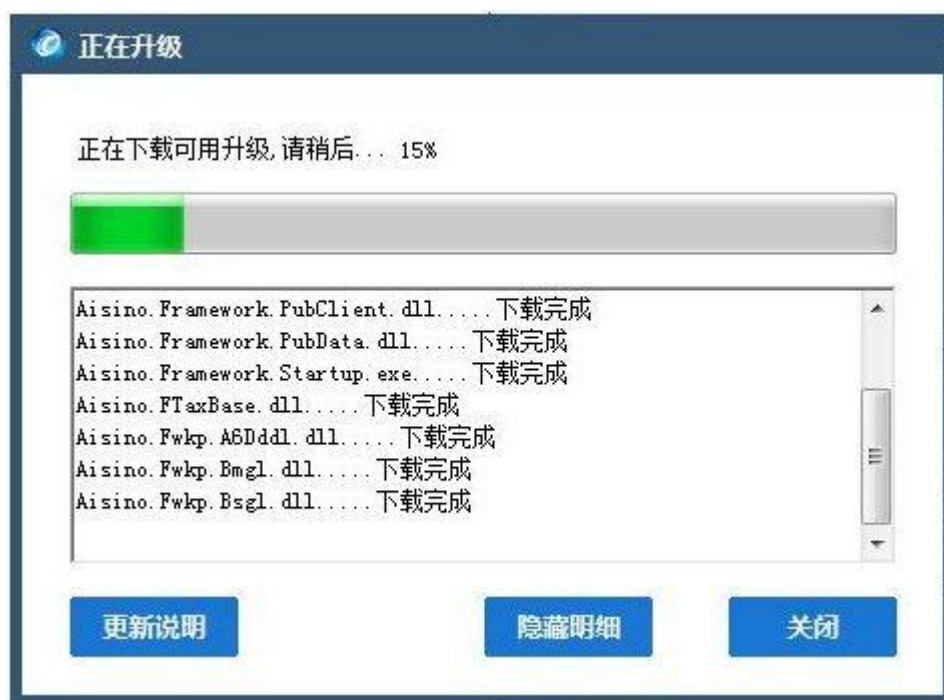 正在升级
正在下载可用升级,请稍后... 15%
Aisino.Framework.PubClient.dll.....下载完成
Aisino.Framework.PubData.dll.....下载完成
Aisino.Framework.Startup.exe.....下载完成
Aisino.FTaxBase.dll.....下载完成
Aisino.Fwkp.A6Dddl.dll.....下载完成
Aisino.Fwkp.Bmgl.dll.....下载完成
Aisino.Fwkp.Bsgl.dll.....下载完成
更新说明 隐藏明细 关闭